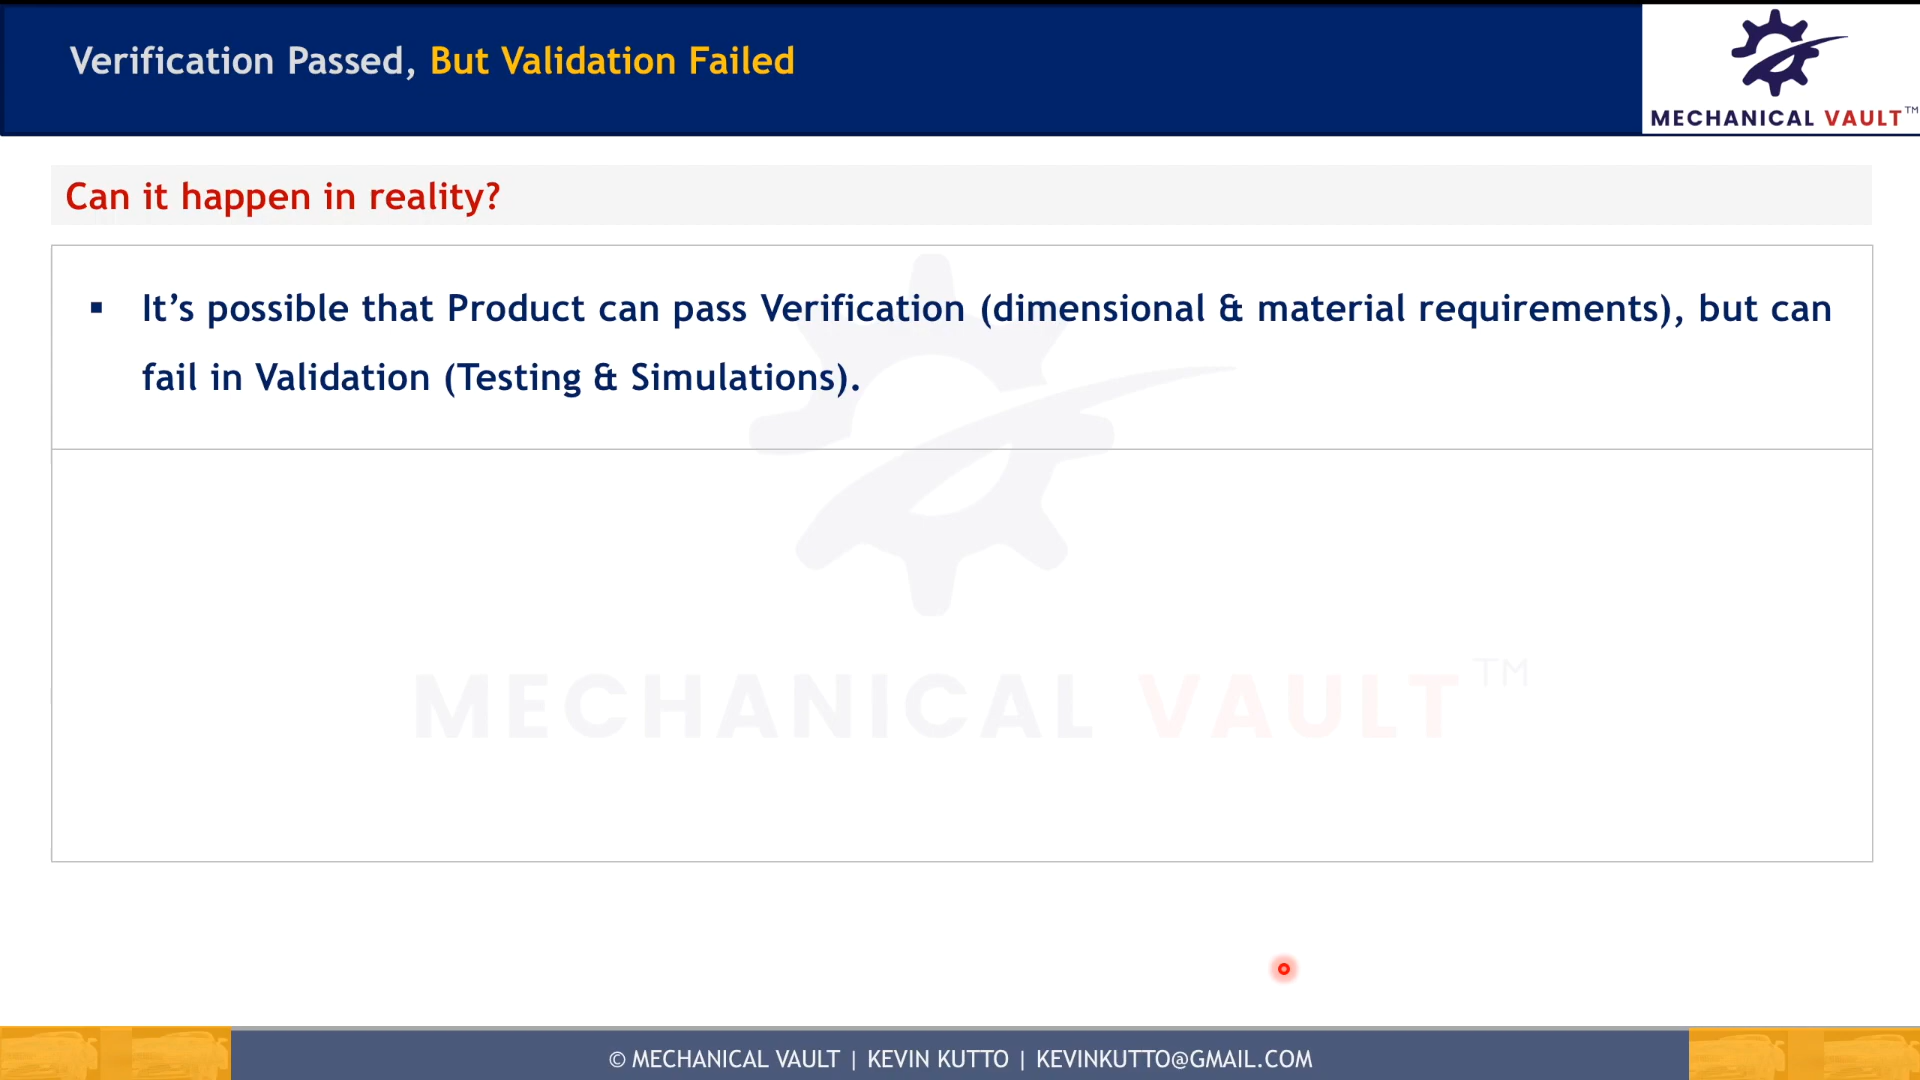 Verification Passed, But Validation Failed
MECHANICAL VAULT™
Can it happen in reality?
▪ It’s possible that Product can pass Verification (dimensional & material requirements), but can
fail in Validation (Testing & Simulations).
MECHANICAL VAULT™
© MECHANICAL VAULT | KEVIN KUTTO | KEVINKUTTO@GMAIL.COM